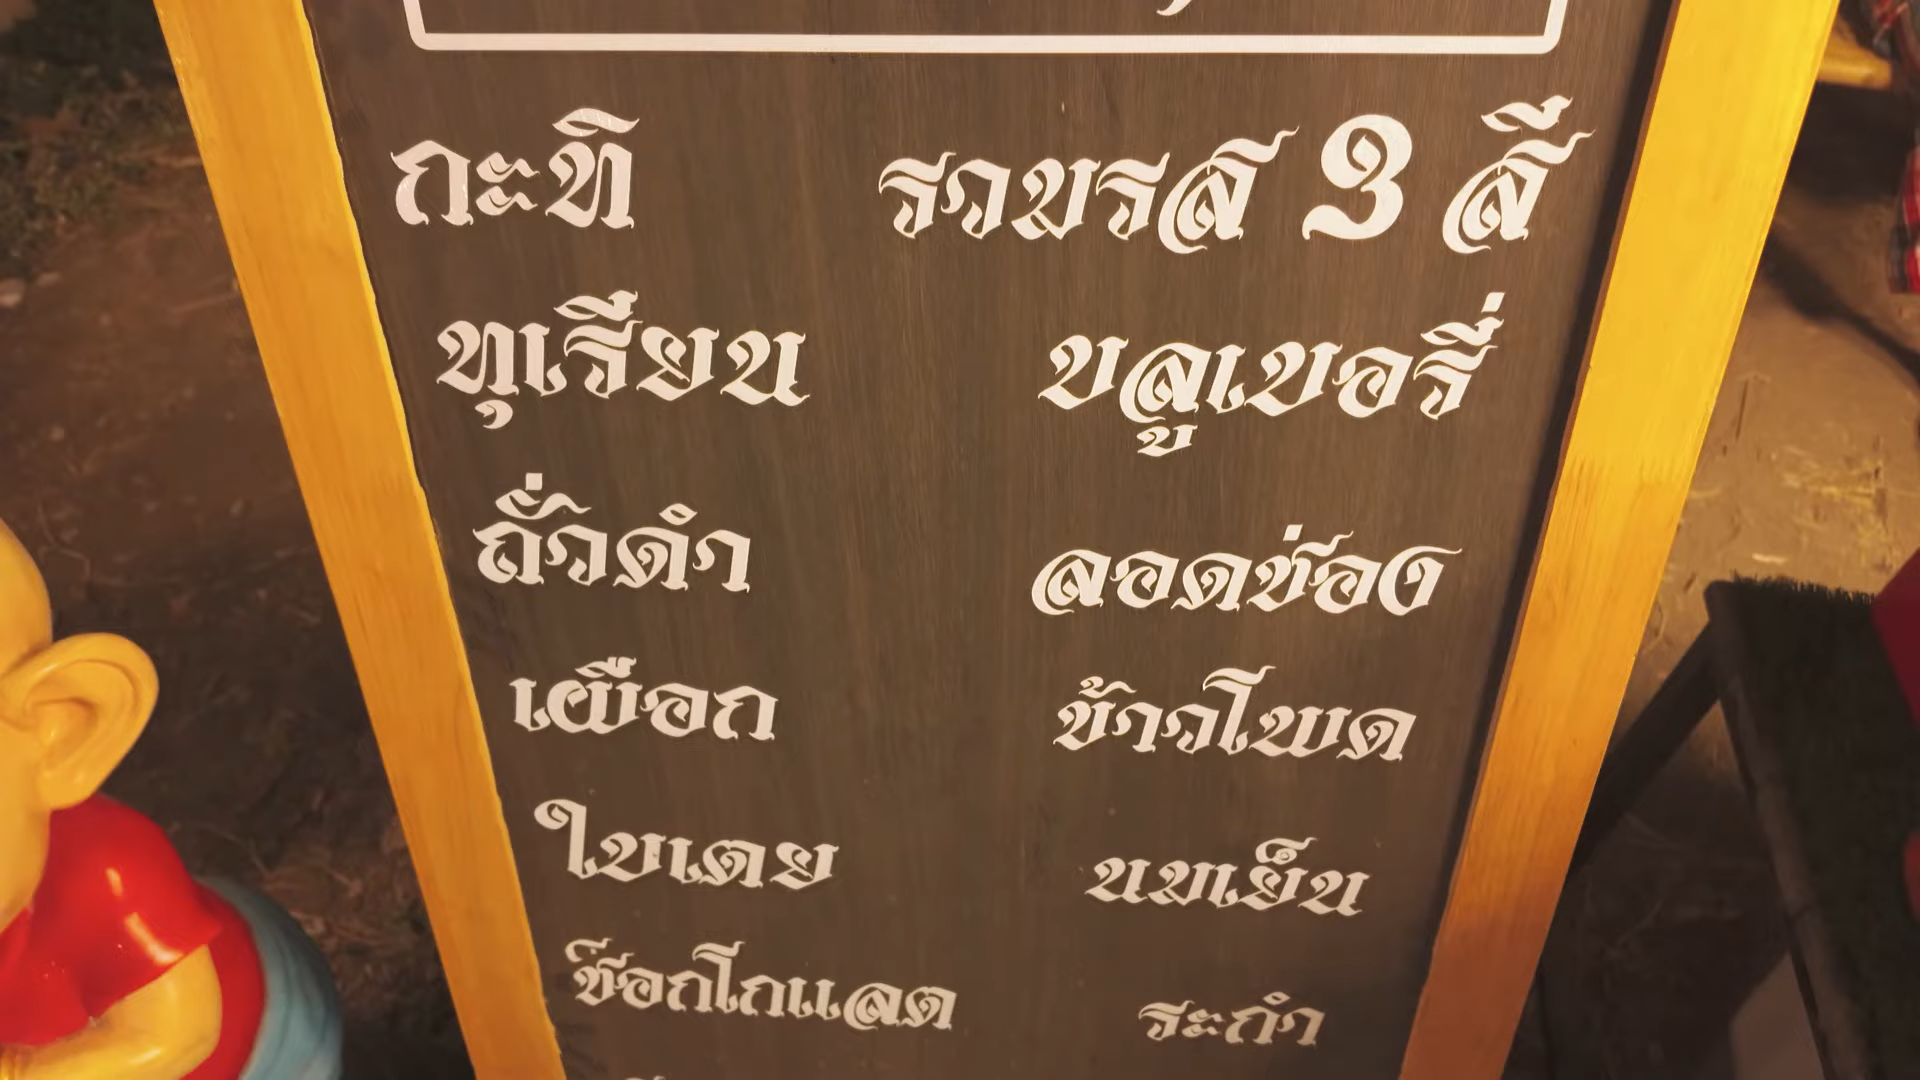 กะทิ
รวมรส 3 สี
ทุเรียน
บลูเบอรี่
ถั่วดำ
ลอดช่อง
เผือก
ข้าวโพด
ใบเตย
นมเย็น
ช็อกโกแลต
ระกำ